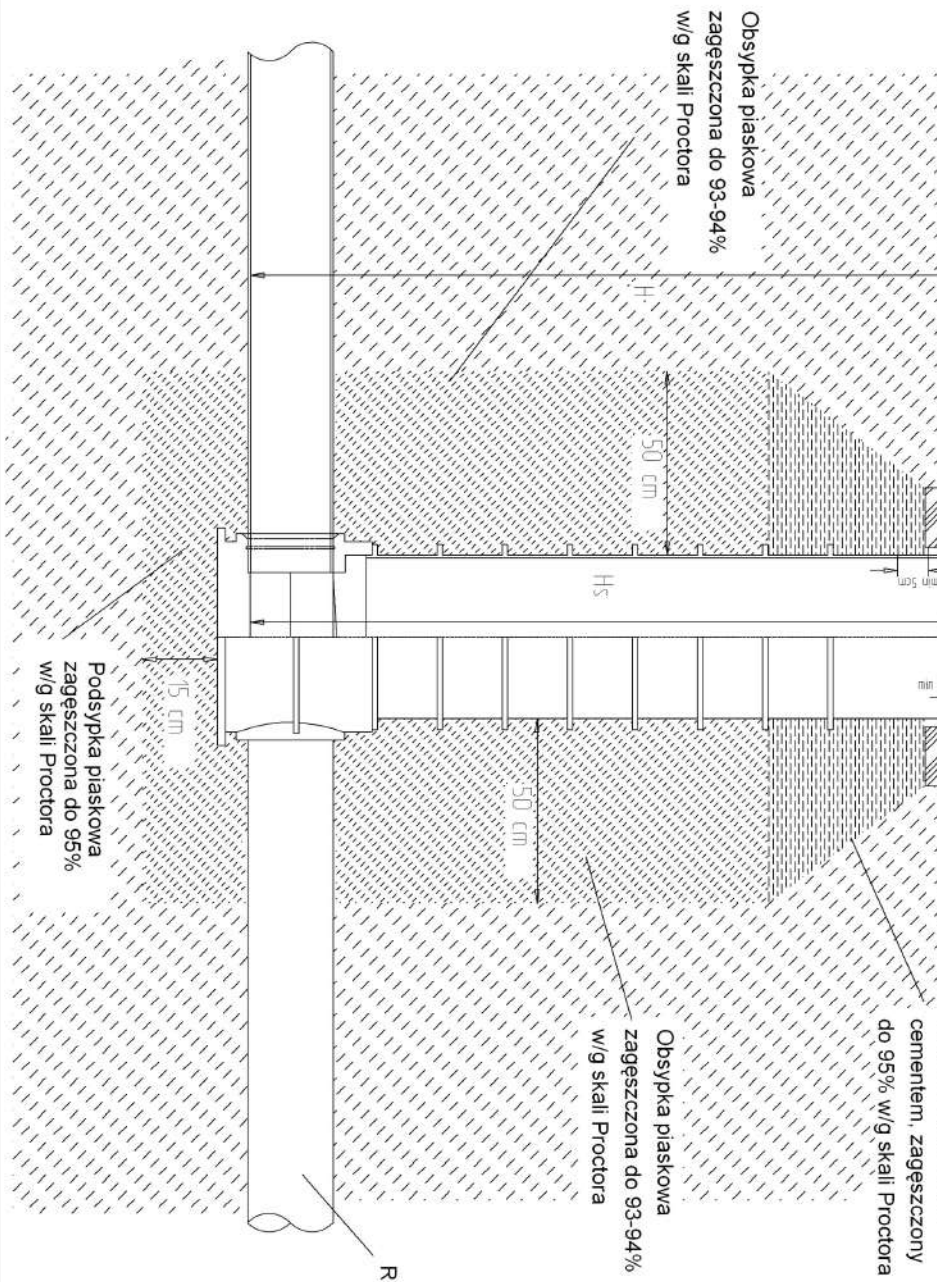 Obsypka piaskowa
zagęszczona do 93-94%
w/g skali Proctora
H
50 cm
Hs
min 5cm
min
15 cm
50 cm
Podsypka piaskowa
zagęszczona do 95%
w/g skali Proctora
cementem, zagęszczony
do 95% w/g skali Proctora
Obsypka piaskowa
zagęszczona do 93-94%
w/g skali Proctora
R